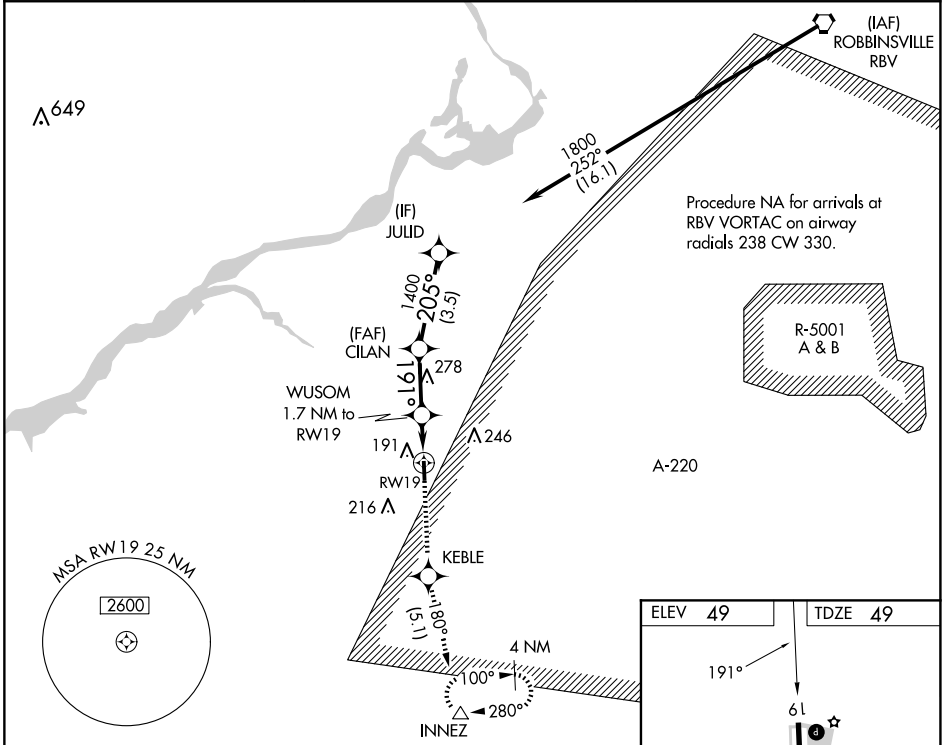 (IAF)
ROBBINSVILLE
RBV
649
1800
252°
(16.1)
Procedure NA for arrivals at
RBV VORTAC on airway
radials 238 CW 330.
(IF)
JULID
1400
205°
(3.5)
R-5001
A & B
(FAF)
CILAN
278
191°
WUSOM
1.7 NM to
RW19
191
246
A-220
RW19
216
KEBLE
MSA RW19 25 NM
2600
180°
(5.1)
4 NM
100°
280°
INNEZ
ELEV 49
TDZE 49
191°
19
P